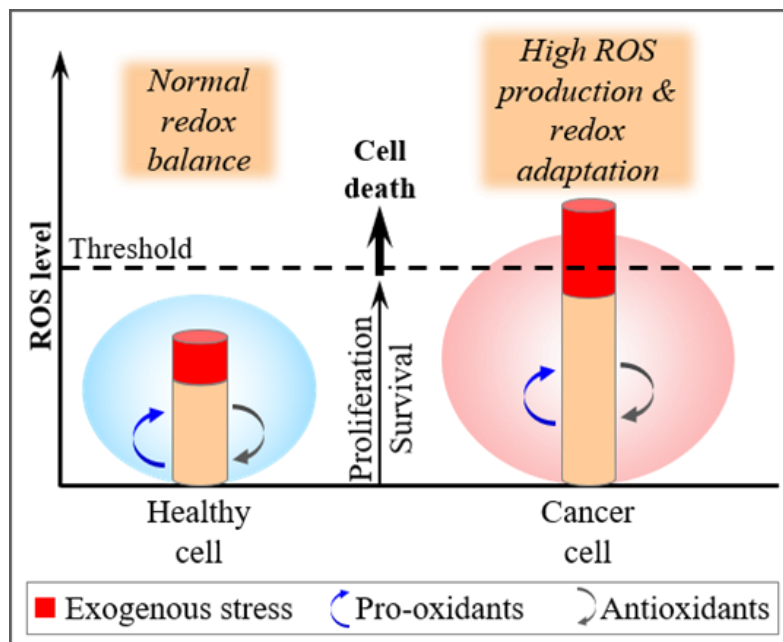 Normal
redox
balance
High ROS
production &
redox
adaptation
Cell
death
Threshold
ROS level
Proliferation
Survival
Healthy
cell
Cancer
cell
Exogenous stress
Pro-oxidants
Antioxidants